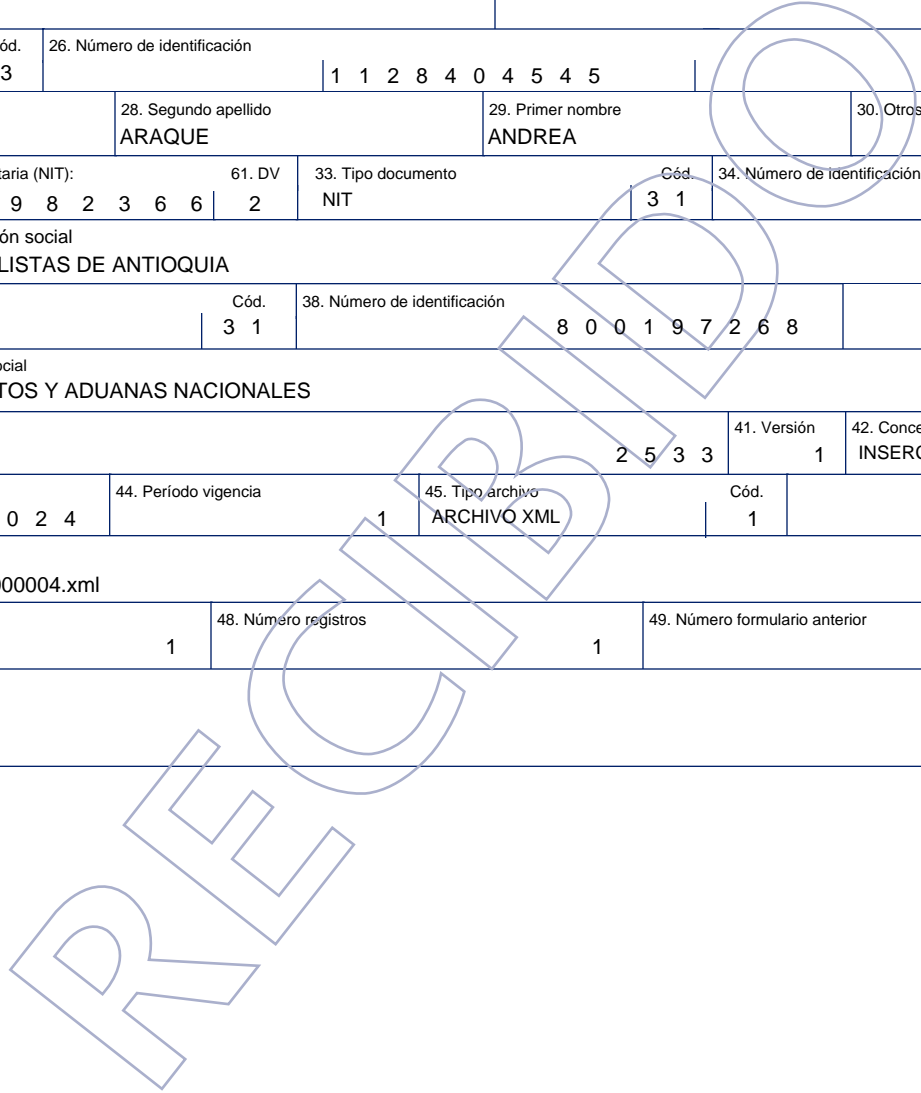 ód. 26. Número de identificación
3 1 1 2 8 4 0 4 5 4 5
28. Segundo apellido 29. Primer nombre 30. Otros
ARAQUE ANDREA
taria (NIT): 61. DV 33. Tipo documento Cód. 34. Número de identificación
9 8 2 3 6 6 2 NIT 3 1
ón social
LISTAS DE ANTIOQUIA
Cód. 38. Número de identificación
3 1 8 0 0 1 9 7 2 6 8
ocial
TOS Y ADUANAS NACIONALES
41. Versión 42. Conce
2 5 3 3 1 INSERC
44. Período vigencia 45. Tipo archivo Cód.
0 2 4 1 ARCHIVO XML 1
000004.xml
48. Número registros 49. Número formulario anterior
1 1
RECIBIDO